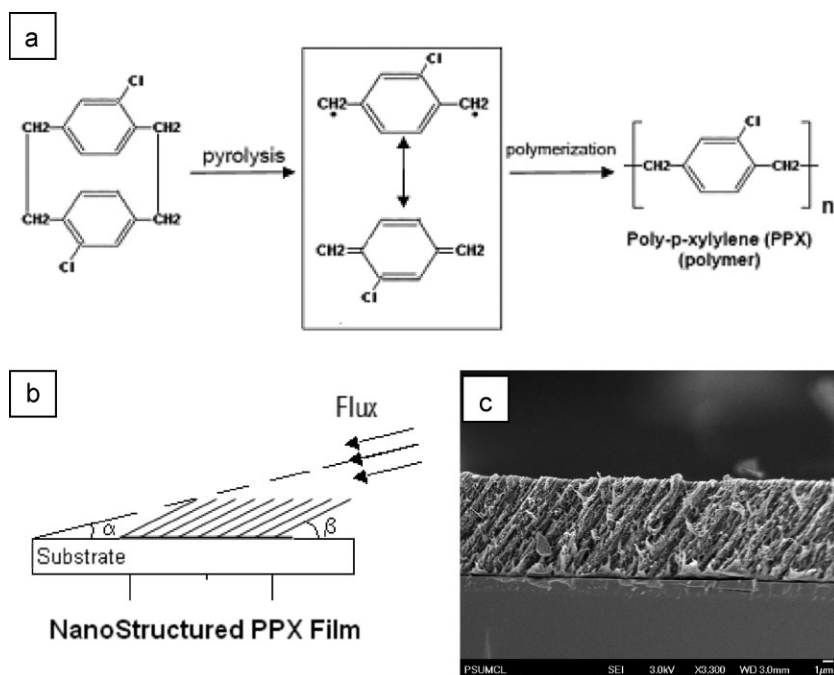 a
Cl
CH2
CH2
CH2
CH2
Cl
pyrolysis
Cl
CH2
CH2
CH2
CH2
Cl
polymerization
Cl
CH2
CH2
n
Poly-p-xylylene (PPX)
(polymer)
b
Flux
α
β
Substrate
NanoStructured PPX Film
c
PSUMCL SEI 3.0kV X3,300 WD 3.0mm 1μm